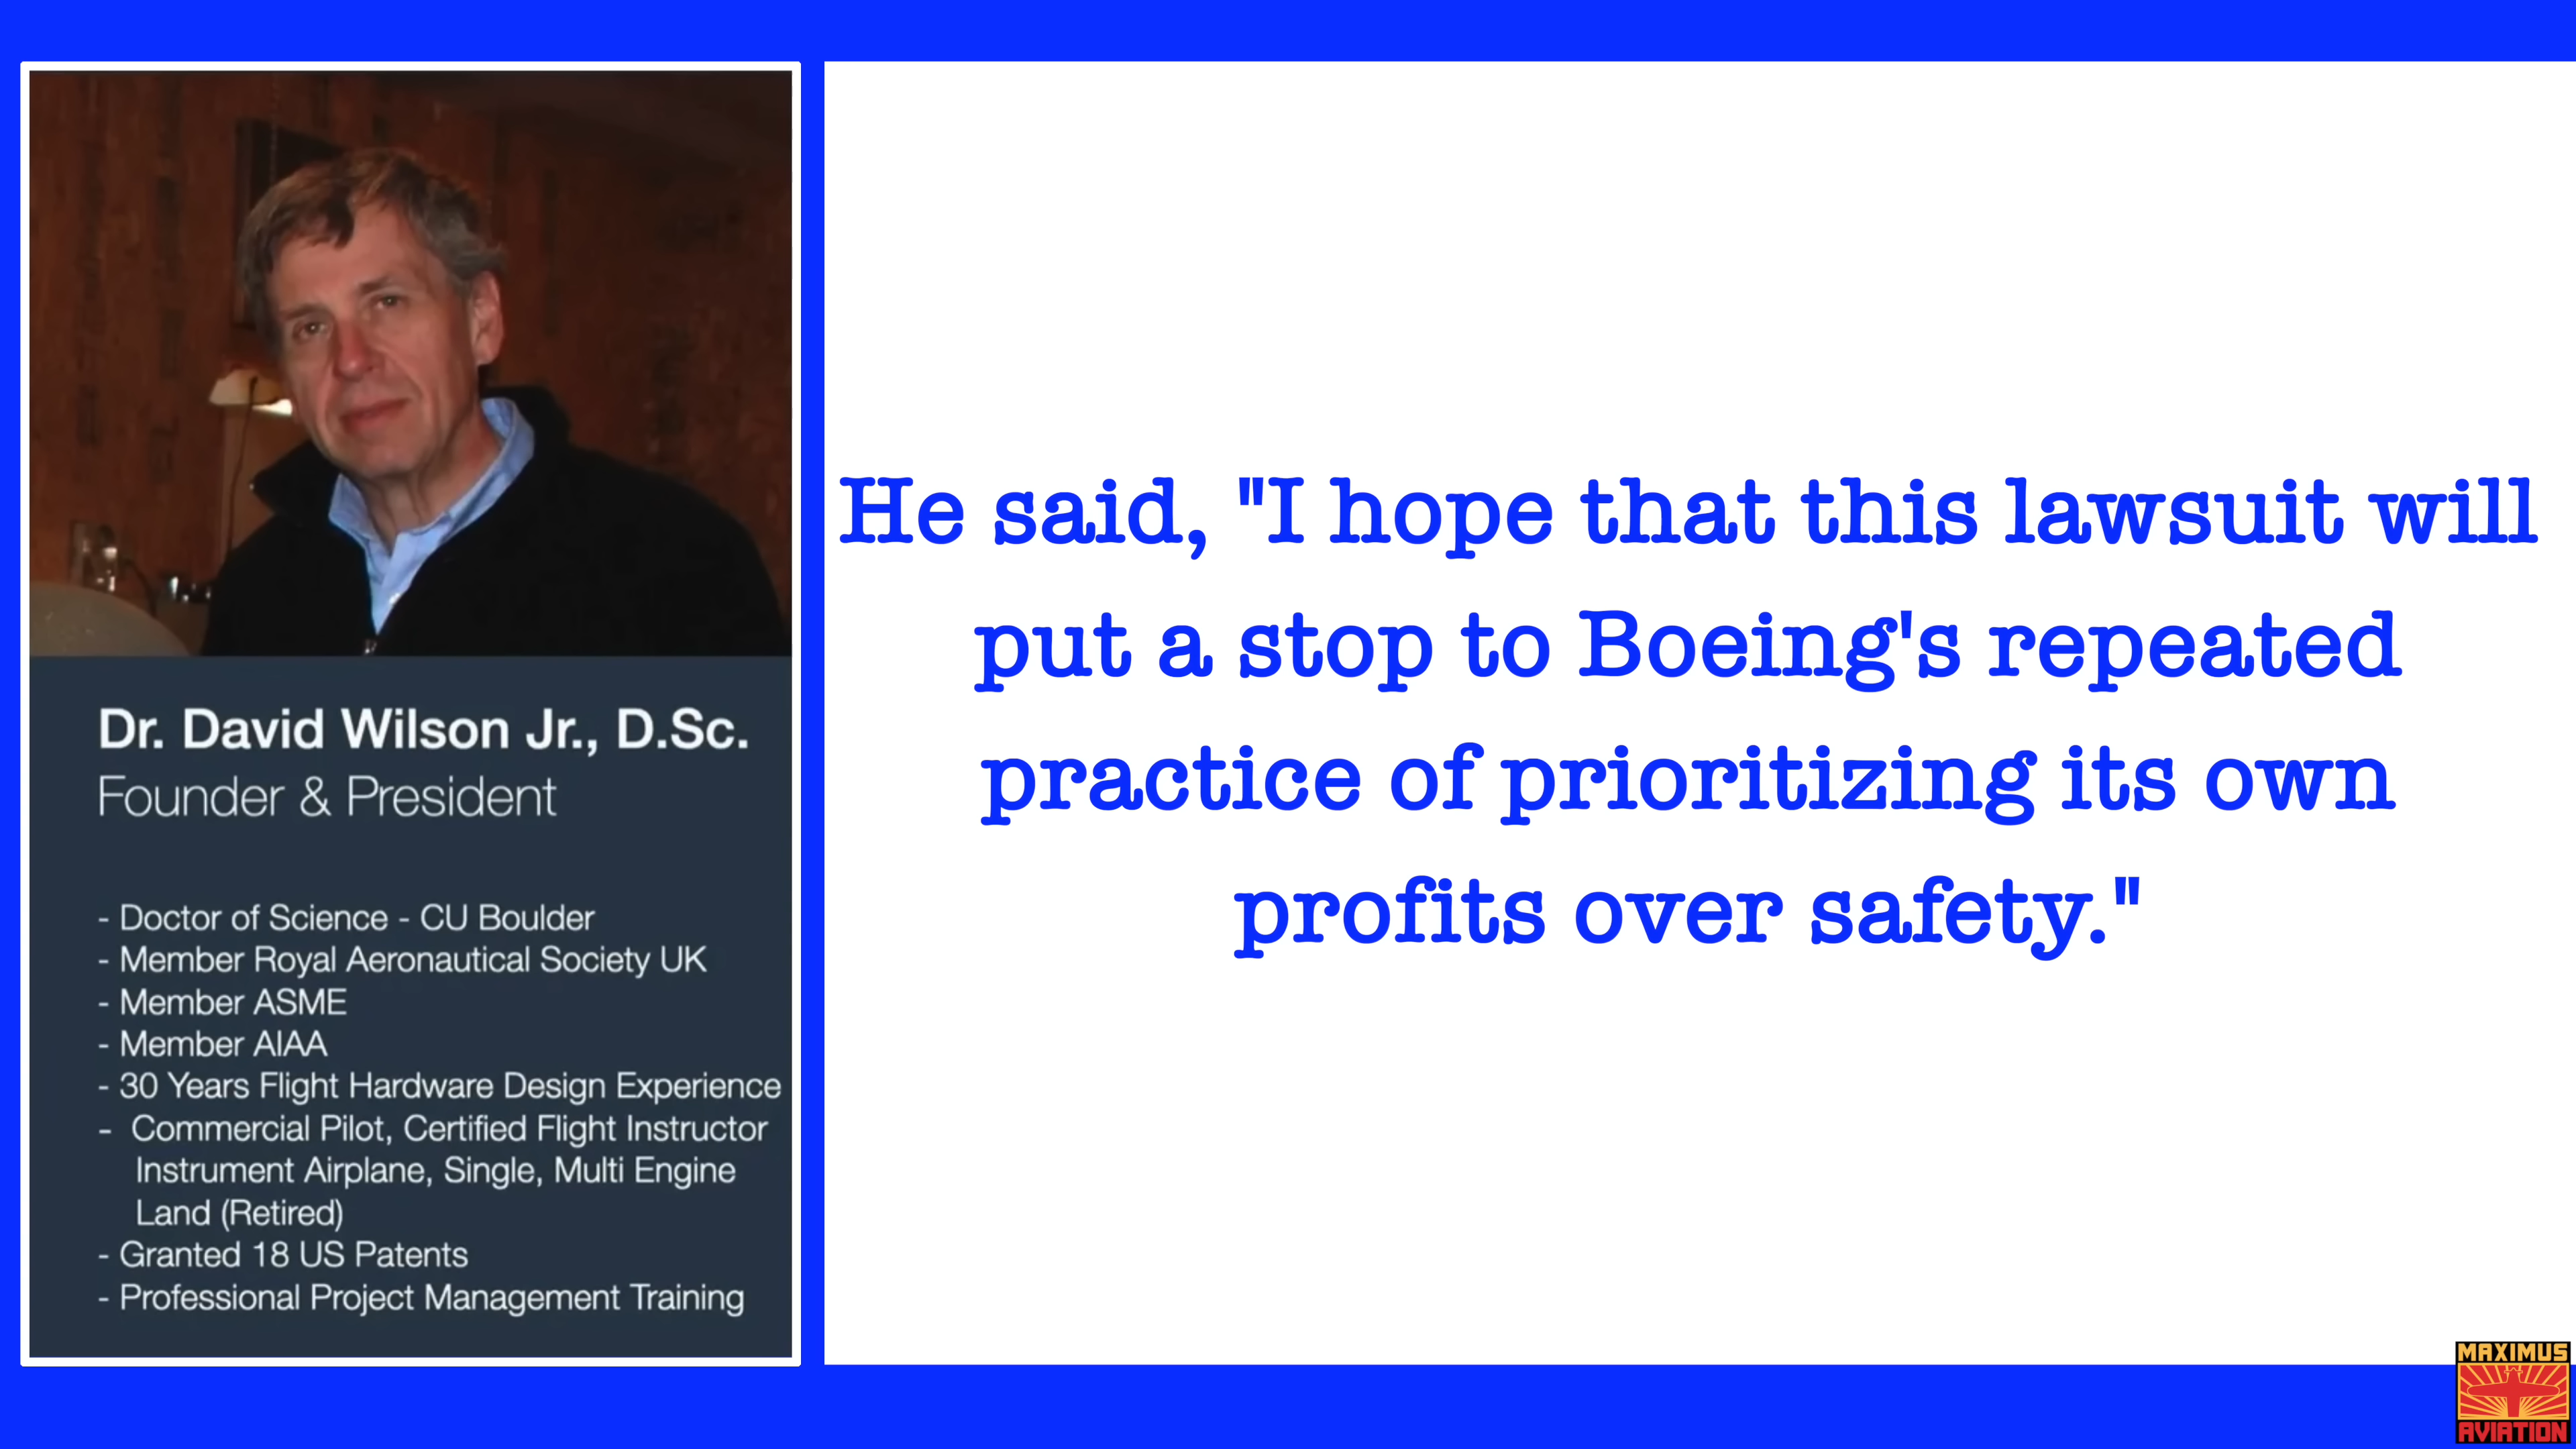 Dr. David Wilson Jr., D.Sc.
Founder & President
- Doctor of Science - CU Boulder
- Member Royal Aeronautical Society UK
- Member ASME
- Member AIAA
- 30 Years Flight Hardware Design Experience
- Commercial Pilot, Certified Flight Instructor
Instrument Airplane, Single, Multi Engine
Land (Retired)
- Granted 18 US Patents
- Professional Project Management Training
He said, "I hope that this lawsuit will
put a stop to Boeing's repeated
practice of prioritizing its own
profits over safety."
MAXIMUS
AVIATION